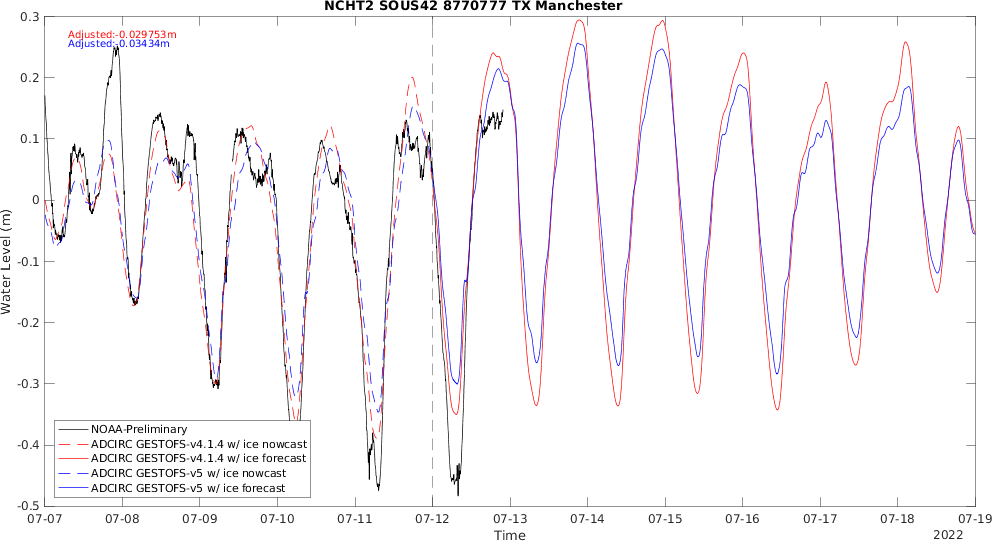 NCHT2 SOUS42 8770777 TX Manchester
Adjusted:-0.029753m
Adjusted:-0.03434m
0.3
0.2
0.1
0
-0.1
-0.2
-0.3
-0.4
-0.5
Water Level (m)
NOAA-Preliminary
ADCIRC GESTOFS-v4.1.4 w/ ice nowcast
ADCIRC GESTOFS-v4.1.4 w/ ice forecast
ADCIRC GESTOFS-v5 w/ ice nowcast
ADCIRC GESTOFS-v5 w/ ice forecast
07-07 07-08 07-09 07-10 07-11 07-12 07-13 07-14 07-15 07-16 07-17 07-18 07-19
Time
2022